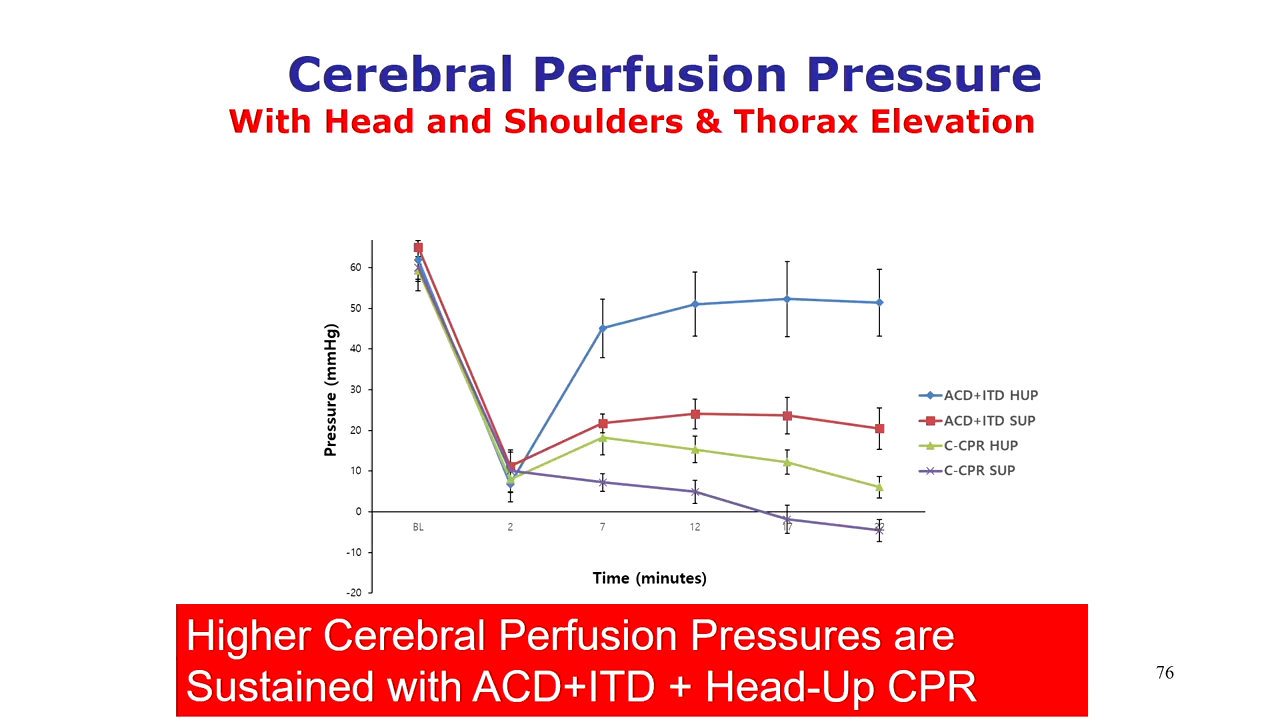 Cerebral Perfusion Pressure
With Head and Shoulders & Thorax Elevation
Pressure (mmHg)
60
50
40
30
20
10
0
-10
-20
BL
2
7
12
17
22
Time (minutes)
ACD+ITD HUP
ACD+ITD SUP
C-CPR HUP
C-CPR SUP
Higher Cerebral Perfusion Pressures are
Sustained with ACD+ITD + Head-Up CPR
76